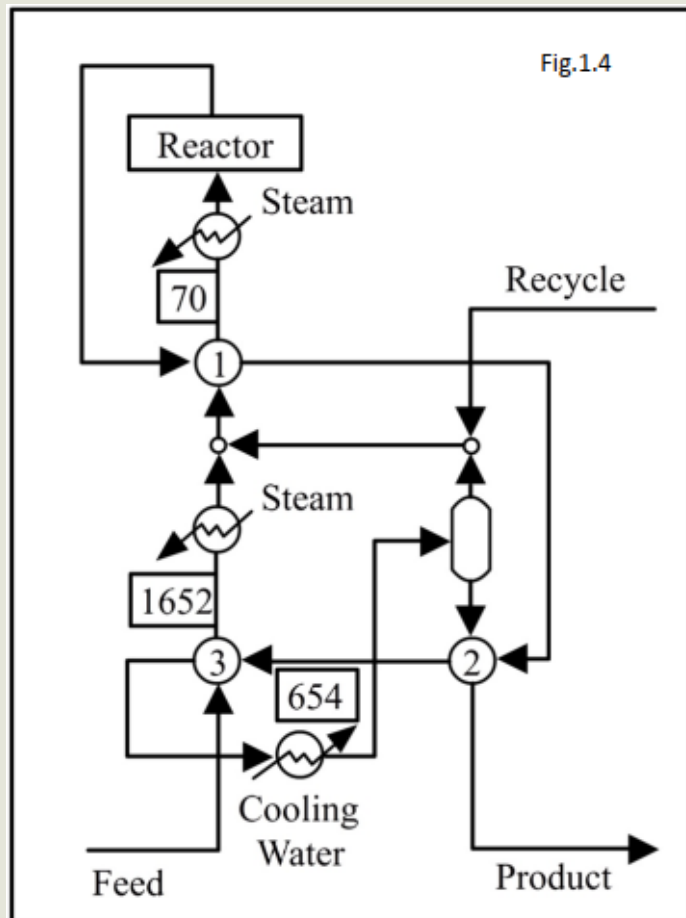 Fig.1.4
Reactor
Steam
70
Recycle
1
Steam
1652
3
2
654
Cooling
Water
Feed
Product